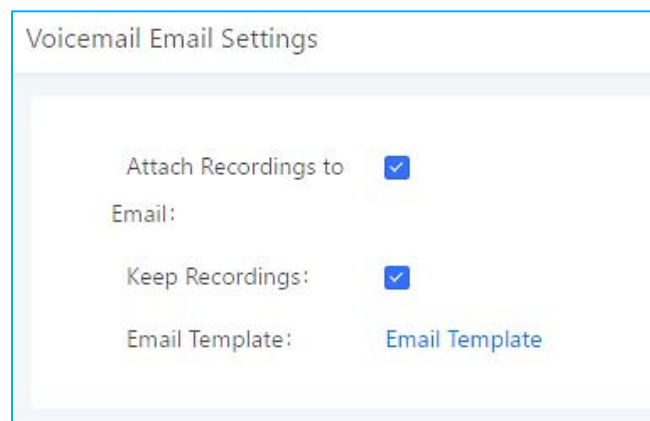 Voicemail Email Settings
Attach Recordings to
Email:
Keep Recordings:
Email Template: Email Template